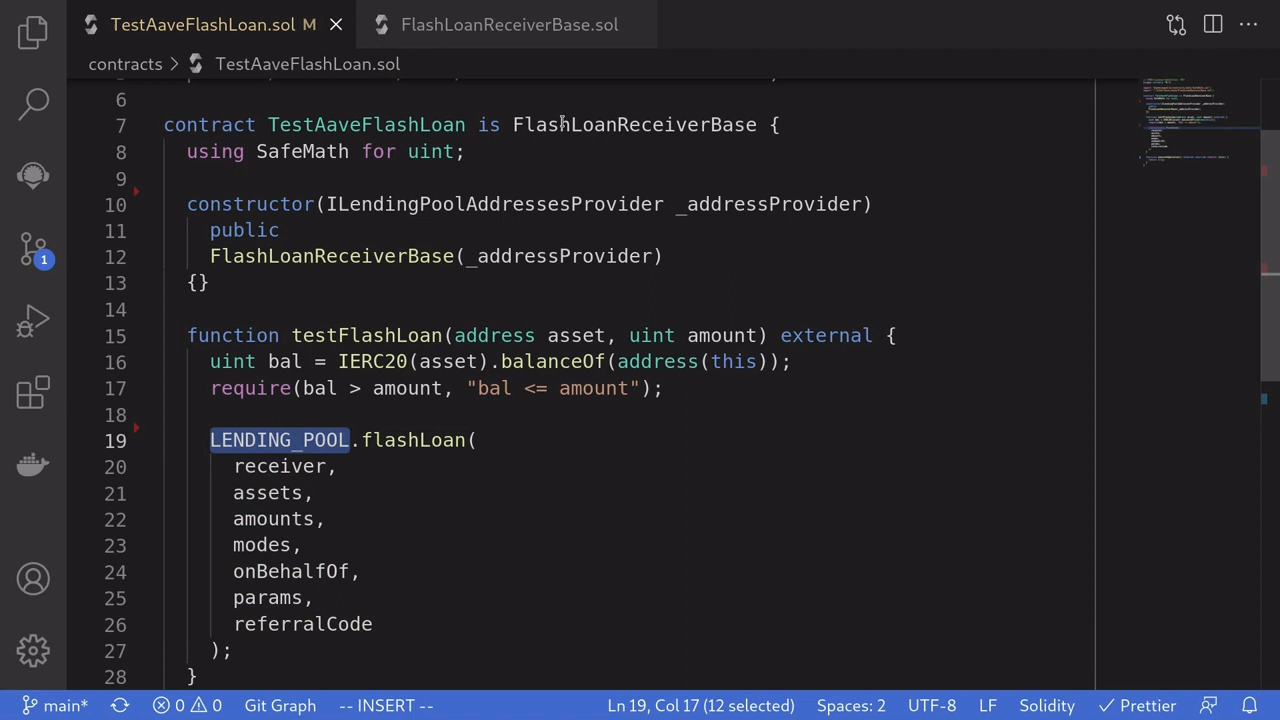 TestAaveFlashLoan.sol M
FlashLoanReceiverBase.sol
contracts > TestAaveFlashLoan.sol
6
7 contract TestAaveFlashLoan is FlashLoanReceiverBase {
8 using SafeMath for uint;
9
10 constructor(ILendingPoolAddressesProvider _addressProvider)
11 public
12 FlashLoanReceiverBase(_addressProvider)
13 {}
14
15 function testFlashLoan(address asset, uint amount) external {
16 uint bal = IERC20(asset).balanceOf(address(this));
17 require(bal > amount, "bal <= amount");
18
19 LENDING_POOL.flashLoan(
20 receiver,
21 assets,
22 amounts,
23 modes,
24 onBehalfOf,
25 params,
26 referralCode
27 );
28 }
1
main* 0 0 Git Graph -- INSERT -- Ln 19, Col 17 (12 selected) Spaces: 2 UTF-8 LF Solidity Prettier